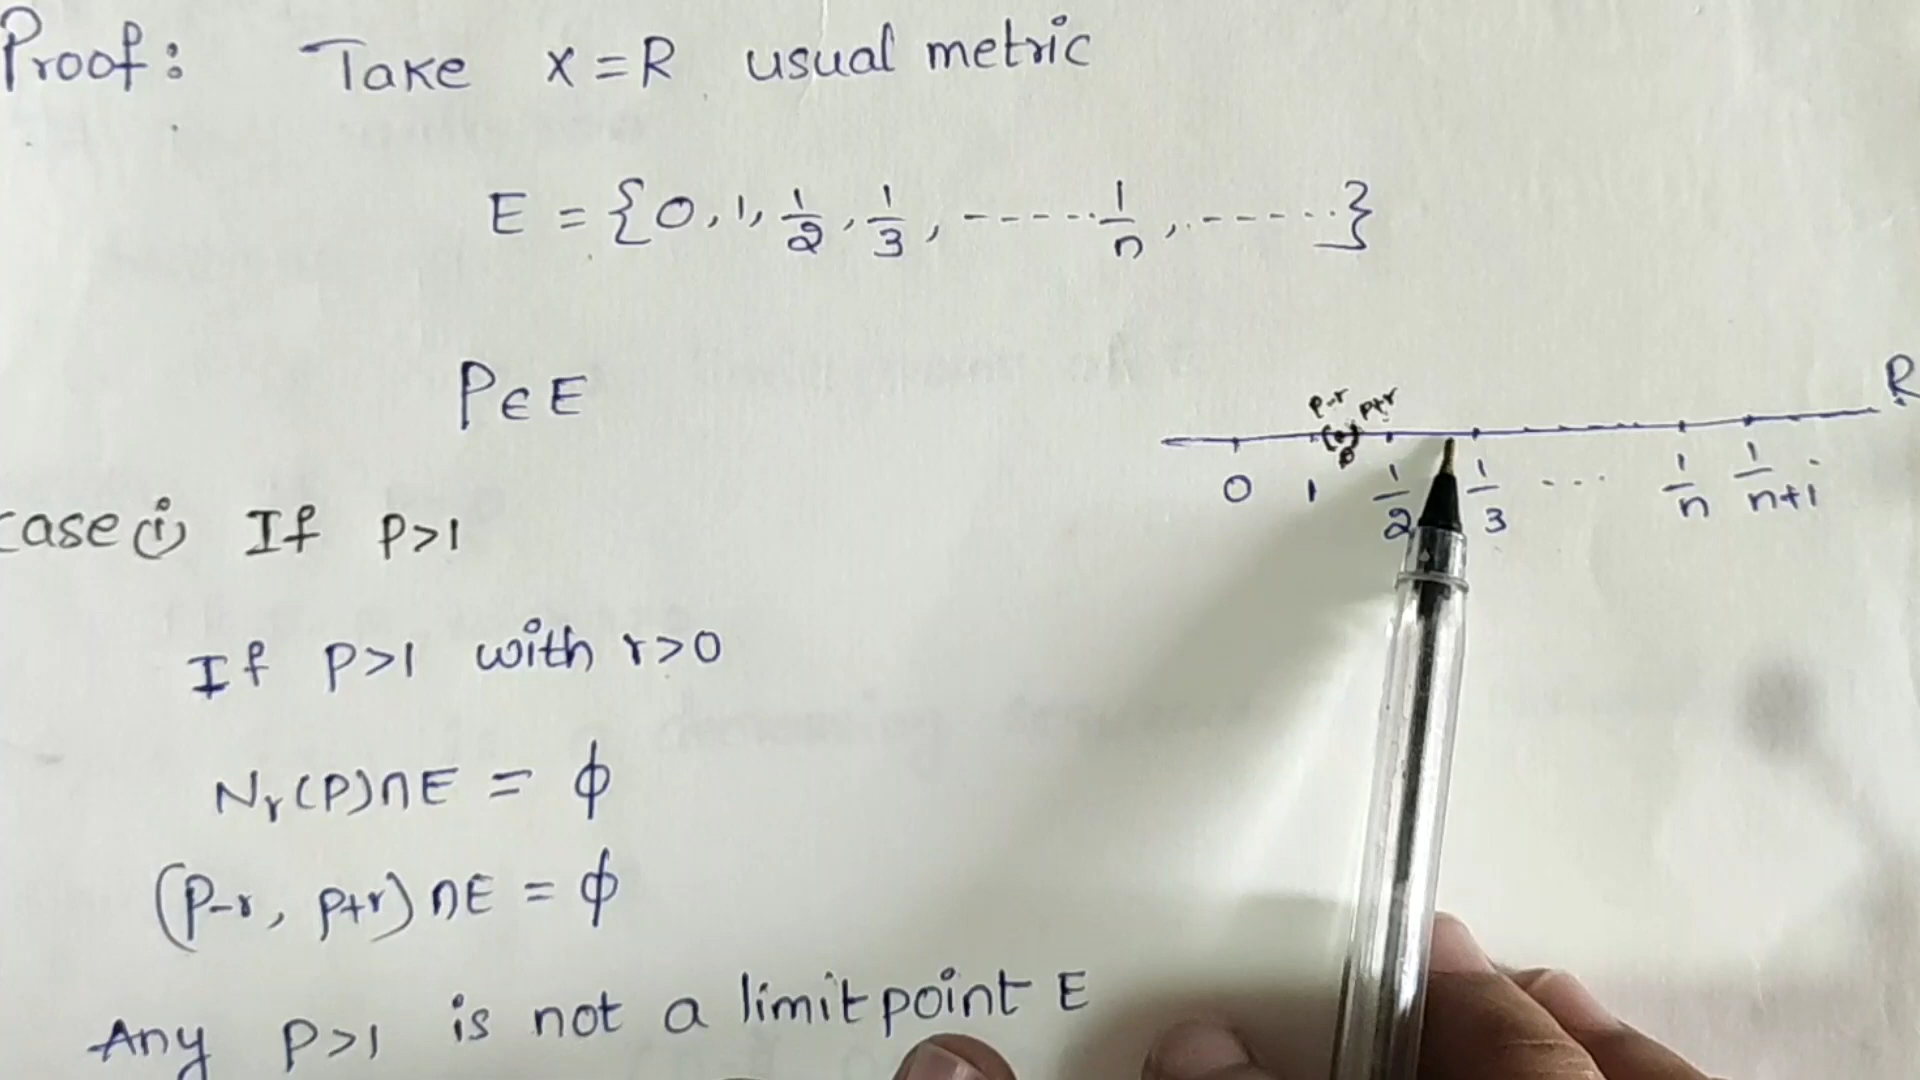 Proof: Take X = R usual metric
E = {0, 1, 1/2, 1/3, ------ 1/n, ------}
P∈E
R
p-r p+r
p
0 1 1/2 1/3 ... 1/n 1/n+1
case (i) If P>1
If P>1 with r>0
Nr(P)∩E = ϕ
(P-r, P+r)∩E = ϕ
Any P>1 is not a limit point E